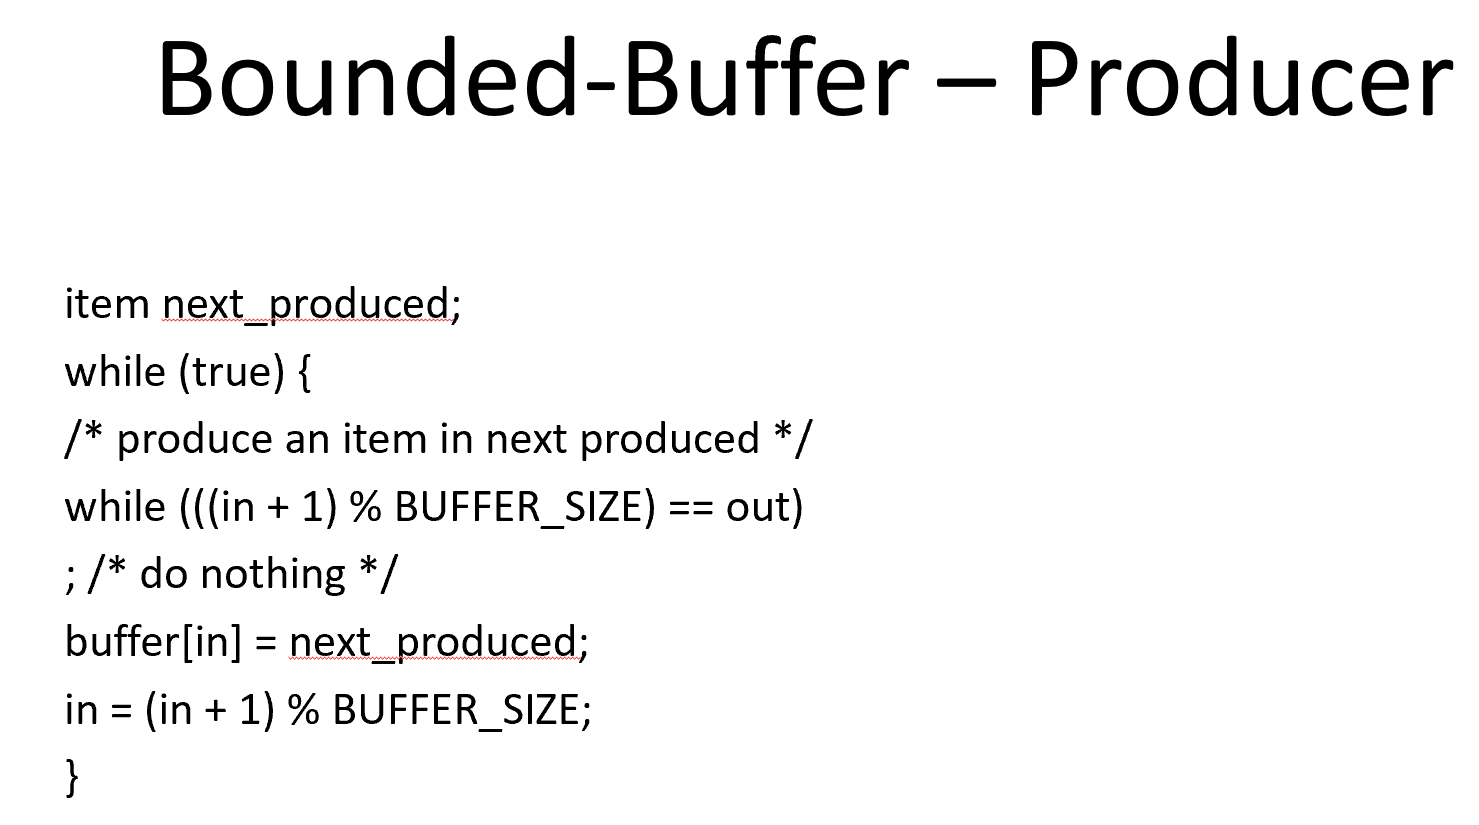 Bounded-Buffer – Producer
item next_produced;
while (true) {
/* produce an item in next produced */
while (((in + 1) % BUFFER_SIZE) == out)
; /* do nothing */
buffer[in] = next_produced;
in = (in + 1) % BUFFER_SIZE;
}